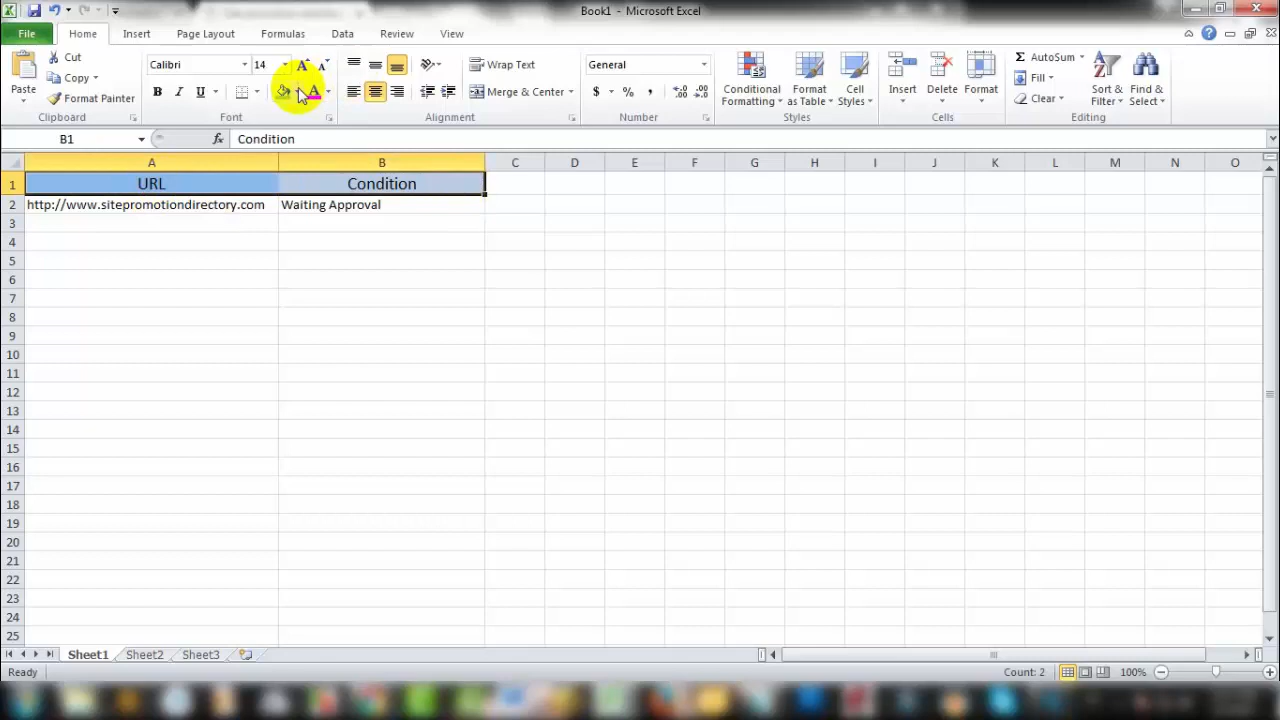 Book1 - Microsoft Excel
File Home Insert Page Layout Formulas Data Review View
Paste
Cut
Copy
Format Painter
Clipboard
Calibri 14
B I U
Font
Wrap Text
Merge & Center
Alignment
General
$ % ,
Number
Conditional Formatting
Format as Table
Cell Styles
Styles
Insert
Delete
Format
Cells
AutoSum
Fill
Clear
Sort & Filter
Find & Select
Editing
B1 fx Condition
A B C D E F G H I J K L M N O
1 URL Condition
2 http://www.sitepromotiondirectory.com Waiting Approval
3
4
5
6
7
8
9
10
11
12
13
14
15
16
17
18
19
20
21
22
23
24
25
Sheet1 Sheet2 Sheet3
Ready Count: 2 100%